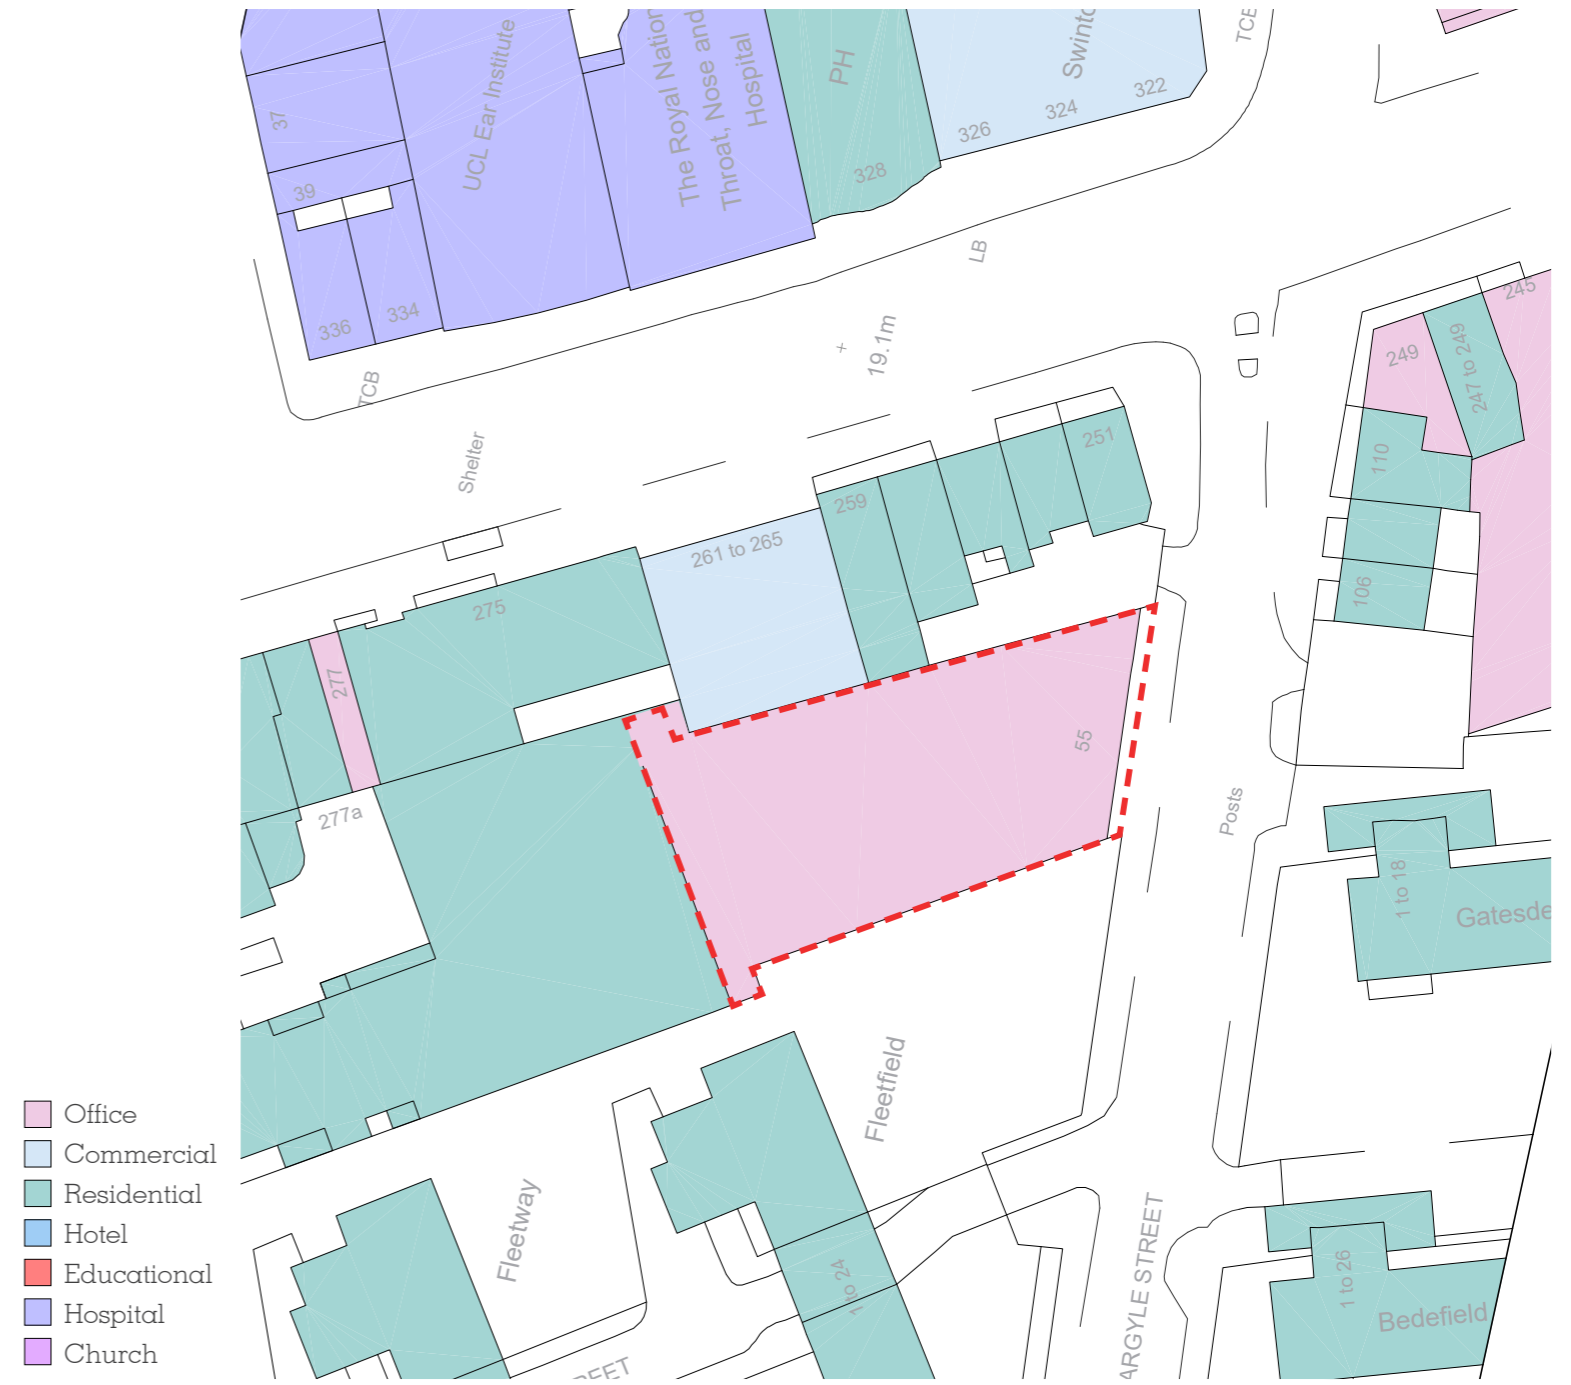 37
39
336
334
UCL Ear Institute
The Royal Nation
Throat, Nose and
Hospital
PH
328
Swinto
326
324
322
TCB
LB
TCB
19.1m
Shelter
245
249
247 to 249
110
106
251
259
261 to 265
275
277
277a
55
Posts
1 to 18
Gatesde
Fleetfield
Fleetway
1 to 24
ARGYLE STREET
REET
1 to 26
Bedefield
Office
Commercial
Residential
Hotel
Educational
Hospital
Church